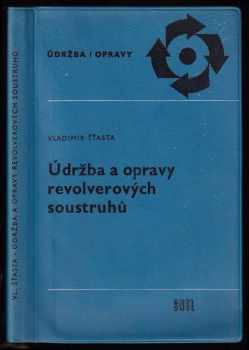 ÚDRŽBA / OPRAVY
VLADIMÍR ŠŤASTA
Údržba a opravy
revolverových
soustruhů
SNTL
VL. ŠŤASTA - ÚDRŽBA A OPRAVY REVOLVEROVÝCH SOUSTRUHŮ